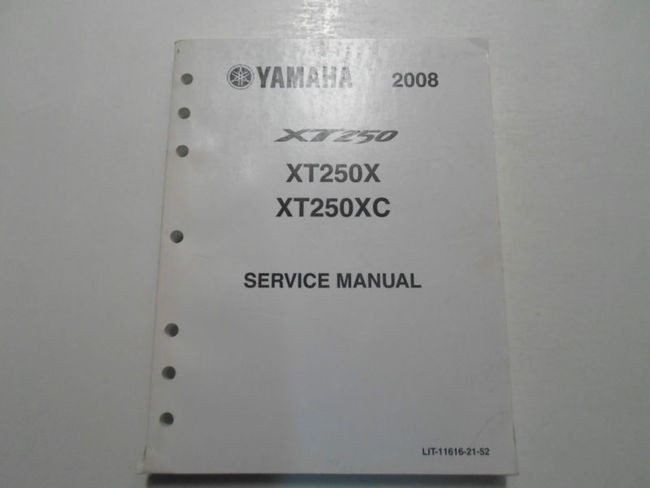 YAMAHA 2008
XT250
XT250X
XT250XC
SERVICE MANUAL
LIT-11616-21-52